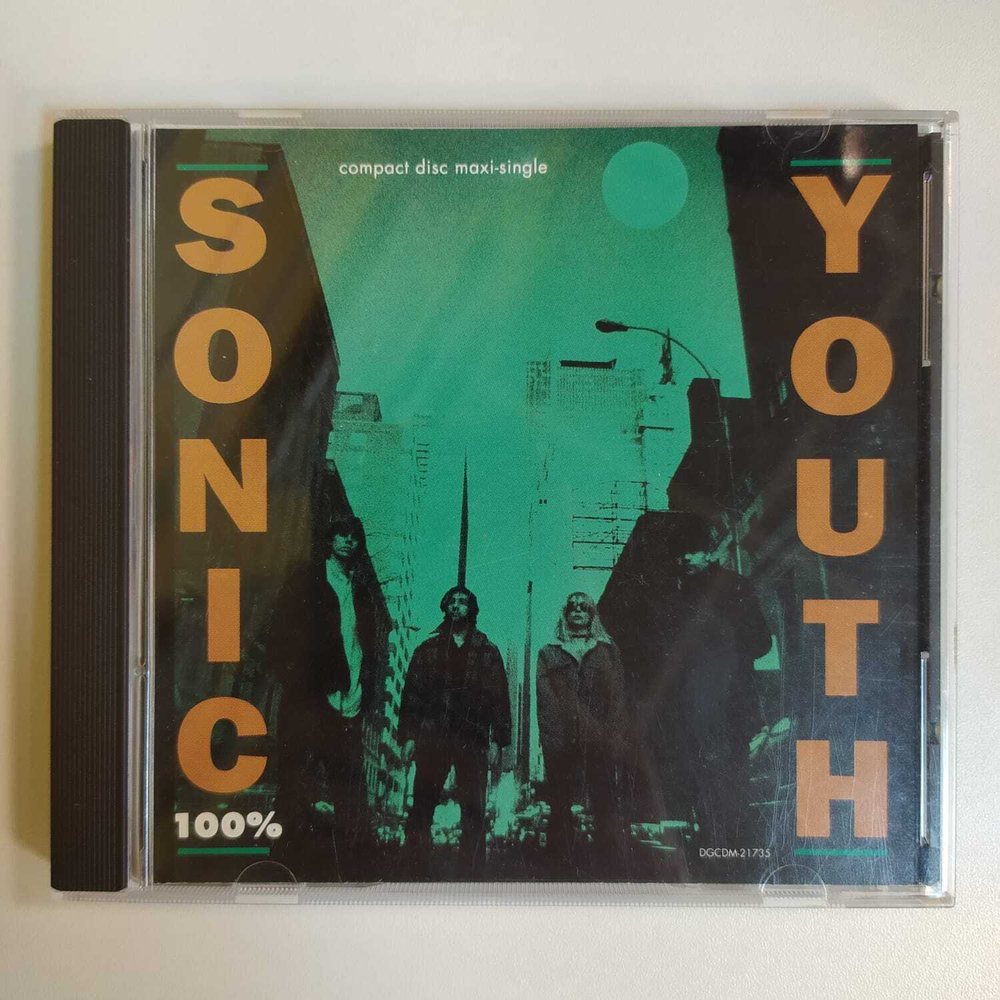 compact disc maxi-single
SONIC
YOUTH
100%
DGCDM-21735